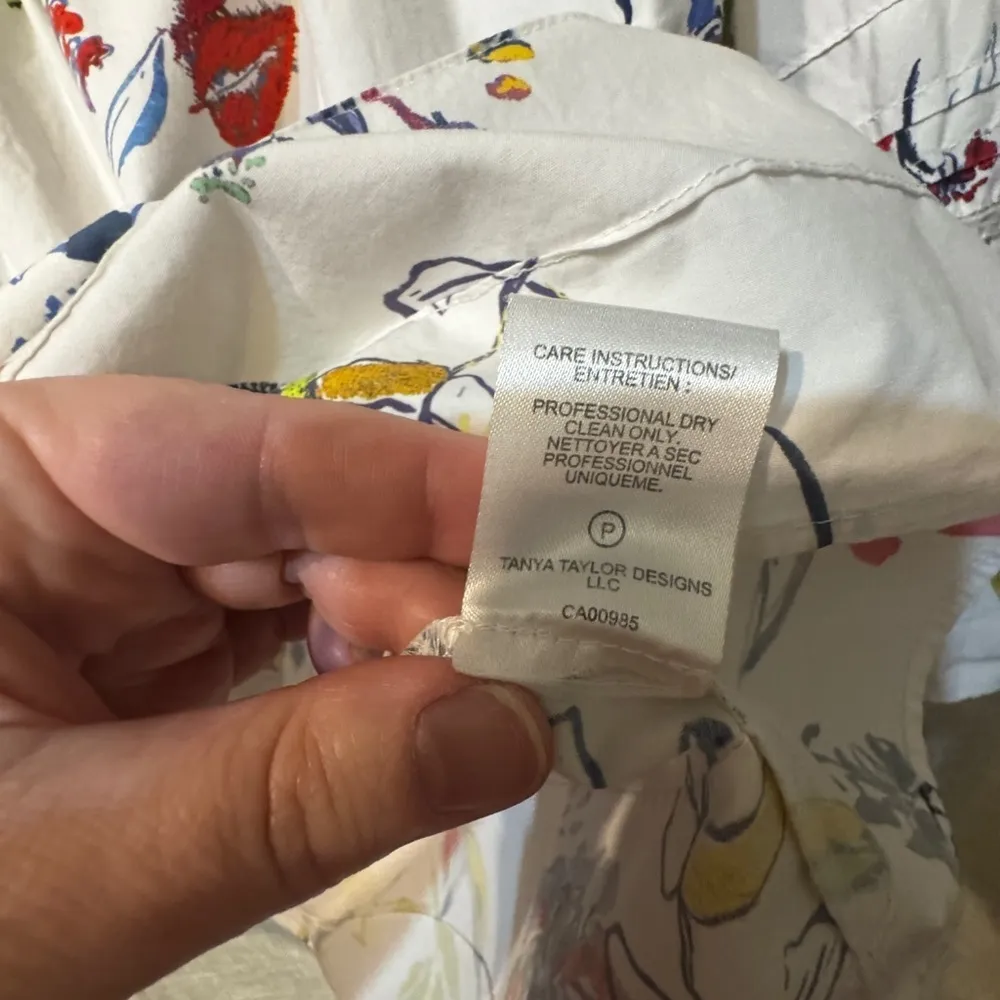 CARE INSTRUCTIONS/
ENTRETIEN :
PROFESSIONAL DRY
CLEAN ONLY.
NETTOYER A SEC
PROFESSIONNEL
UNIQUEME.
P
TANYA TAYLOR DESIGNS
LLC
CA00985